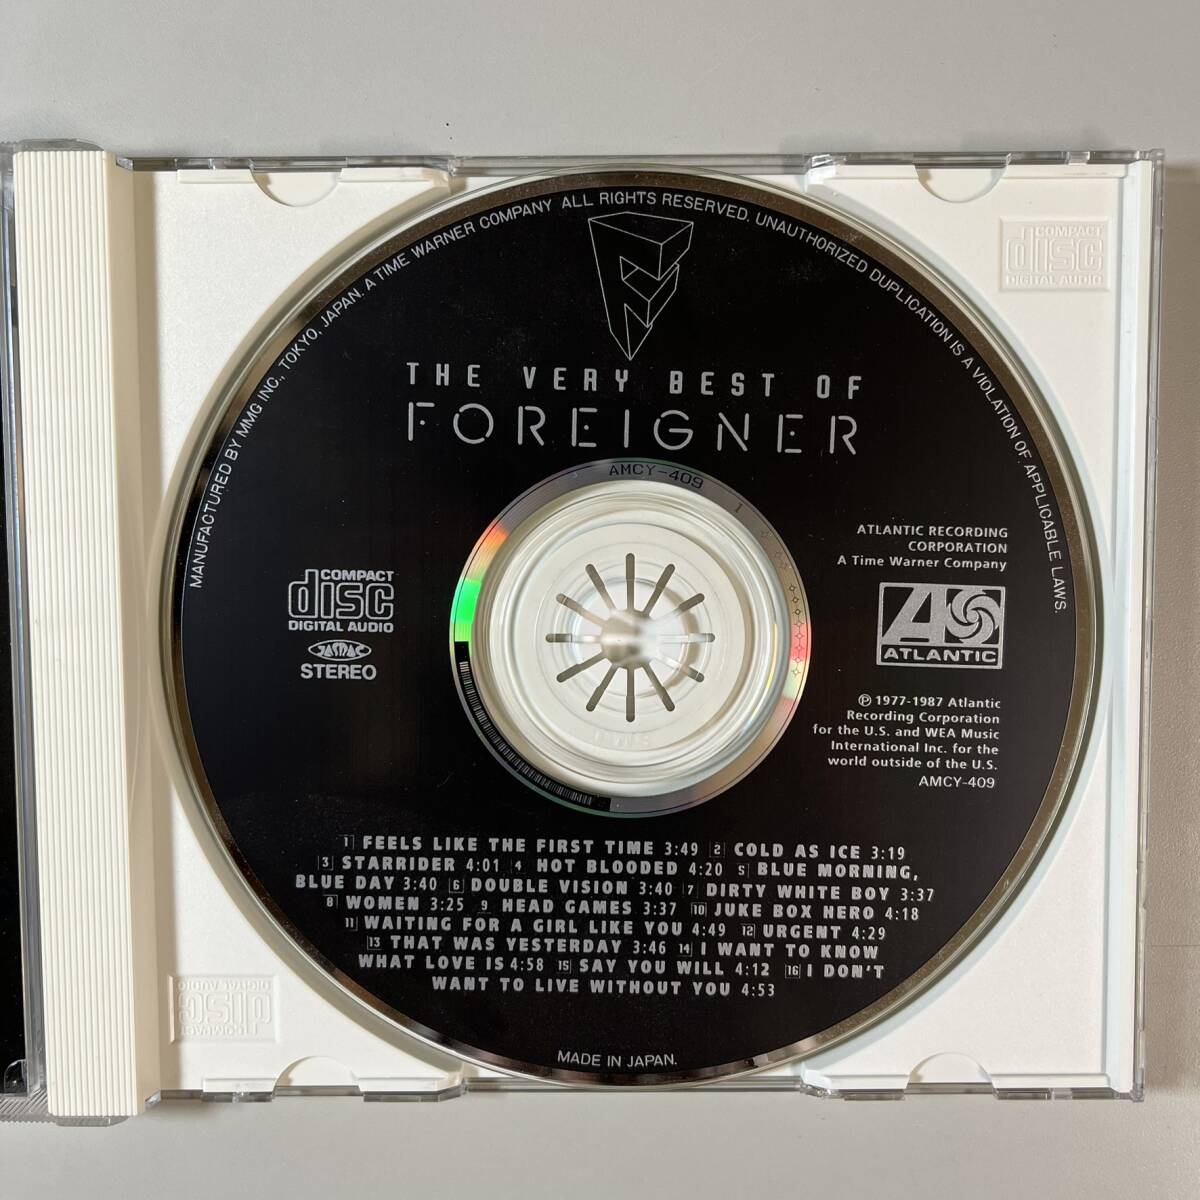 MANUFACTURED BY MMG INC., TOKYO, JAPAN. A TIME WARNER COMPANY ALL RIGHTS RESERVED. UNAUTHORIZED DUPLICATION IS A VIOLATION OF APPLICABLE LAWS.
THE VERY BEST OF
FOREIGNER
AMCY-409 1
COMPACT
disc
DIGITAL AUDIO
JASRAC
STEREO
ATLANTIC RECORDING
CORPORATION
A Time Warner Company
ATLANTIC
℗ 1977-1987 Atlantic
Recording Corporation
for the U.S. and WEA Music
International Inc. for the
world outside of the U.S.
AMCY-409
1 FEELS LIKE THE FIRST TIME 3:49 2 COLD AS ICE 3:19
3 STARRIDER 4:01 4 HOT BLOODED 4:20 5 BLUE MORNING,
BLUE DAY 3:40 6 DOUBLE VISION 3:40 7 DIRTY WHITE BOY 3:37
8 WOMEN 3:25 9 HEAD GAMES 3:37 10 JUKE BOX HERO 4:18
11 WAITING FOR A GIRL LIKE YOU 4:49 12 URGENT 4:29
13 THAT WAS YESTERDAY 3:46 14 I WANT TO KNOW
WHAT LOVE IS 4:58 15 SAY YOU WILL 4:12 16 I DON'T
WANT TO LIVE WITHOUT YOU 4:53
MADE IN JAPAN.
COMPACT
disc
DIGITAL AUDIO
COMPACT
disc
DIGITAL AUDIO